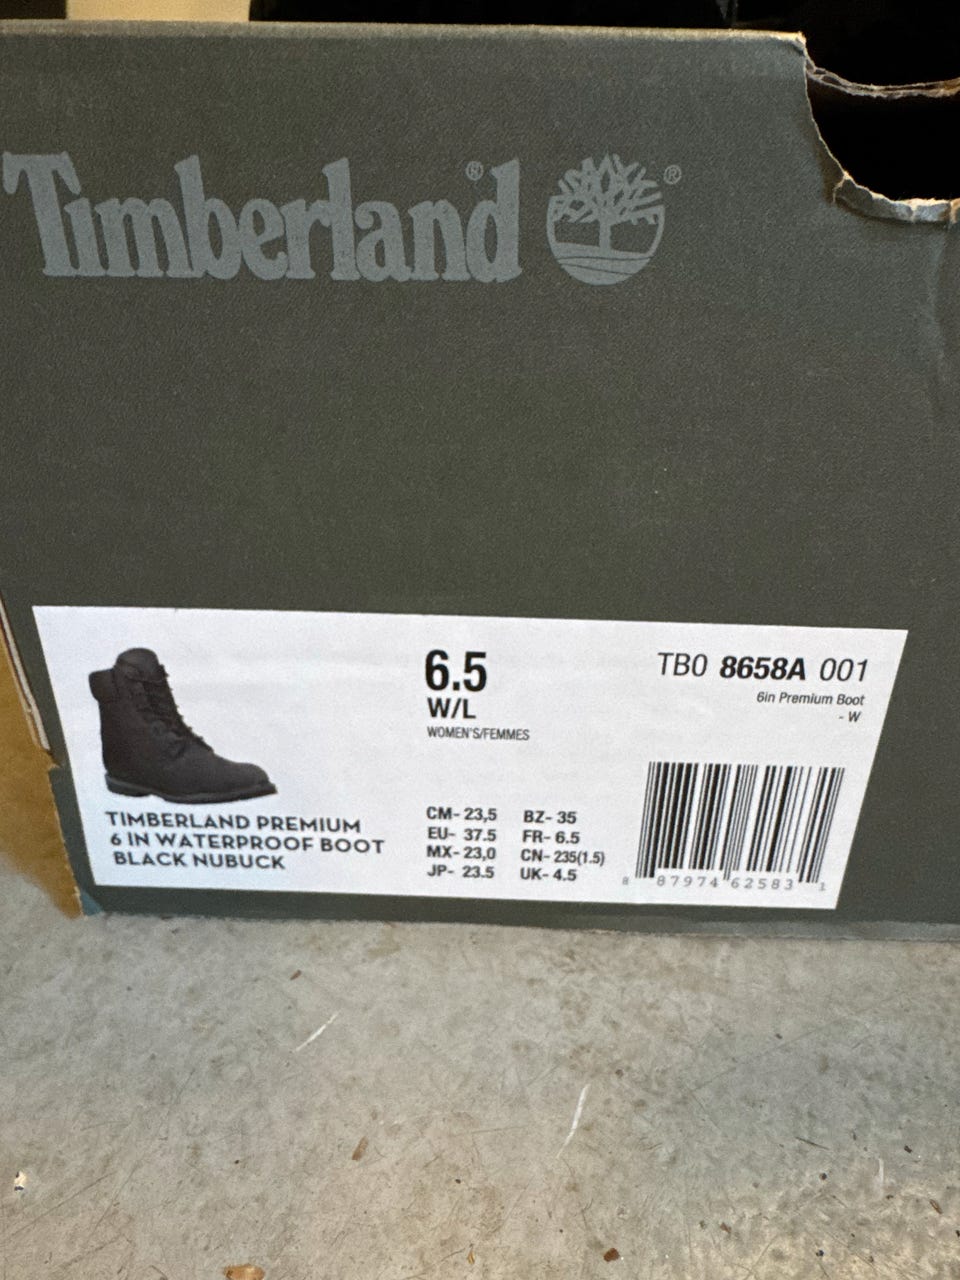 Timberland®®
6.5
W/L
WOMEN'S/FEMMES
TB0 8658A 001
6in Premium Boot
- W
TIMBERLAND PREMIUM
6 IN WATERPROOF BOOT
BLACK NUBUCK
CM- 23,5 BZ- 35
EU- 37.5 FR- 6.5
MX- 23,0 CN- 235(1.5)
JP- 23.5 UK- 4.5
8 87974 62583 1